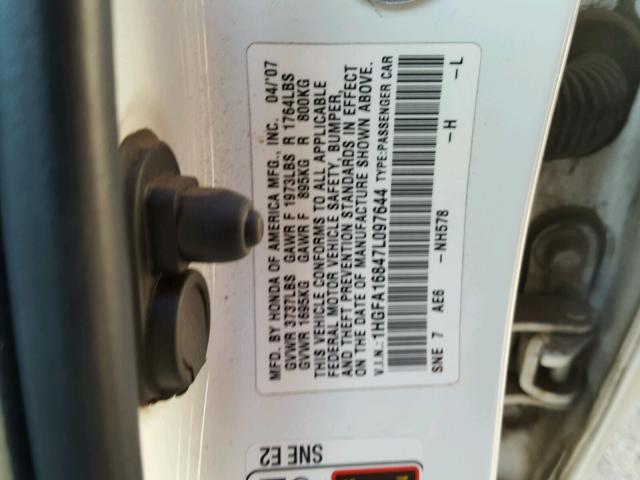 MFD. BY HONDA OF AMERICA MFG., INC. 04/'07
GVWR 3737LBS GAWR F 1973LBS R 1764LBS
GVWR 1695KG GAWR F 895KG R 800KG
THIS VEHICLE CONFORMS TO ALL APPLICABLE
FEDERAL MOTOR VEHICLE SAFETY, BUMPER,
AND THEFT PREVENTION STANDARDS IN EFFECT
ON THE DATE OF MANUFACTURE SHOWN ABOVE.
V.I.N.:1HGFA16847L097644 TYPE:PASSENGER CAR
SNE 7 AE6 -NH578 -H -L
SNE E2